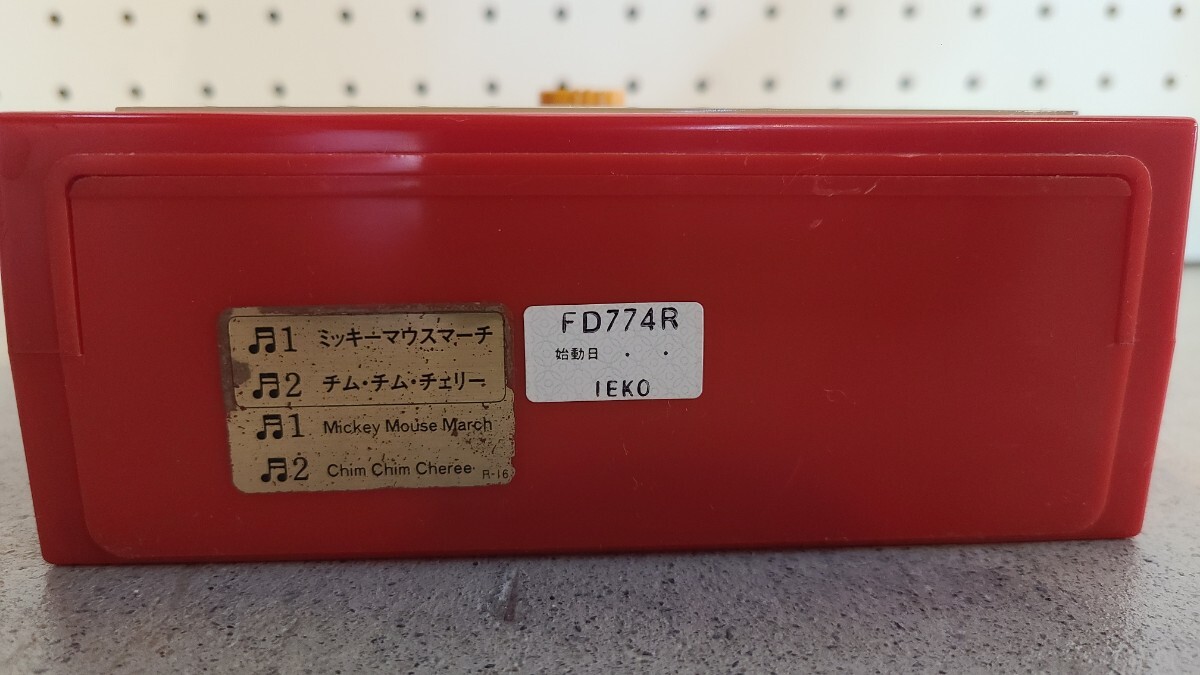 ♫1 ミッキーマウスマーチ
♫2 チム・チム・チェリー
♫1 Mickey Mouse March
♫2 Chim Chim Cheree R-16
FD774R
始動日 ・ ・
IEKO